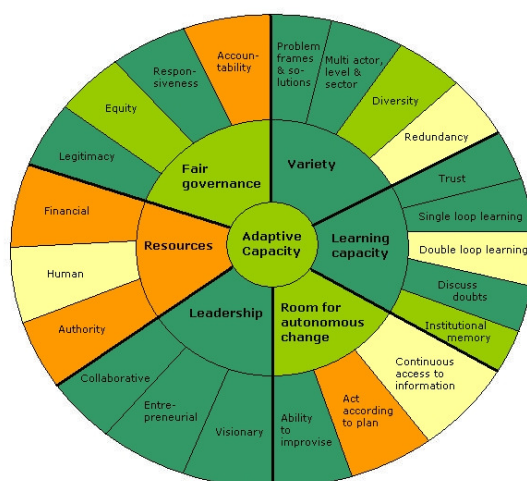 Adaptive
Capacity
Variety
Problem
frames
& so-
lutions
Multi actor,
level &
sector
Diversity
Redundancy
Learning
capacity
Trust
Single loop learning
Double loop learning
Discuss
doubts
Institutional
memory
Room for
autonomous
change
Continuous
access to
information
Act
according
to plan
Ability
to
improvise
Leadership
Visionary
Entre-
preneurial
Collaborative
Resources
Authority
Human
Financial
Fair
governance
Legitimacy
Equity
Respon-
siveness
Accoun-
tability